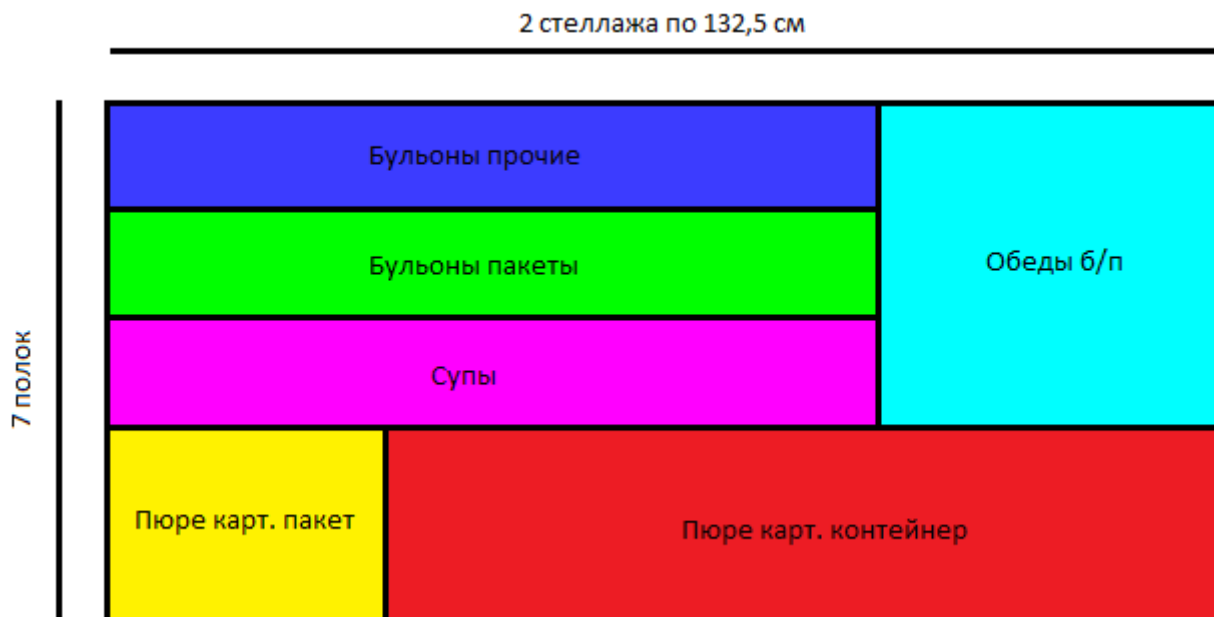 2 стеллажа по 132,5 см
Бульоны прочие
Обеды б/п
Бульоны пакеты
7 полок
Супы
Пюре карт. пакет
Пюре карт. контейнер